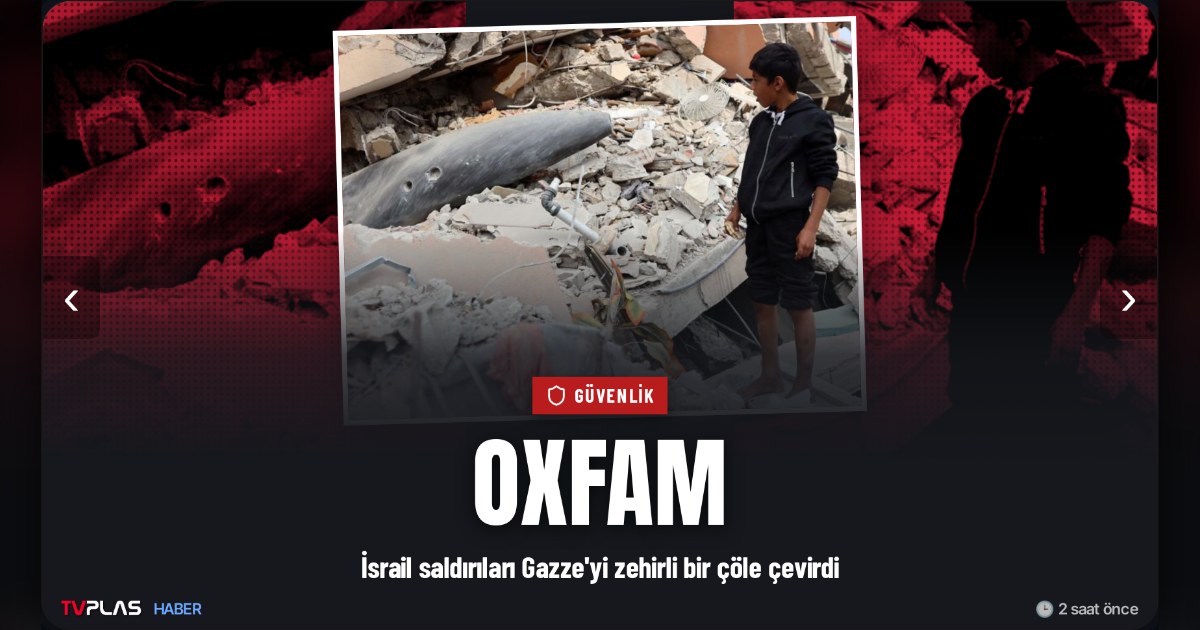 GÜVENLİK
OXFAM
İsrail saldırıları Gazze'yi zehirli bir çöle çevirdi
TVPLAS HABER
2 saat önce